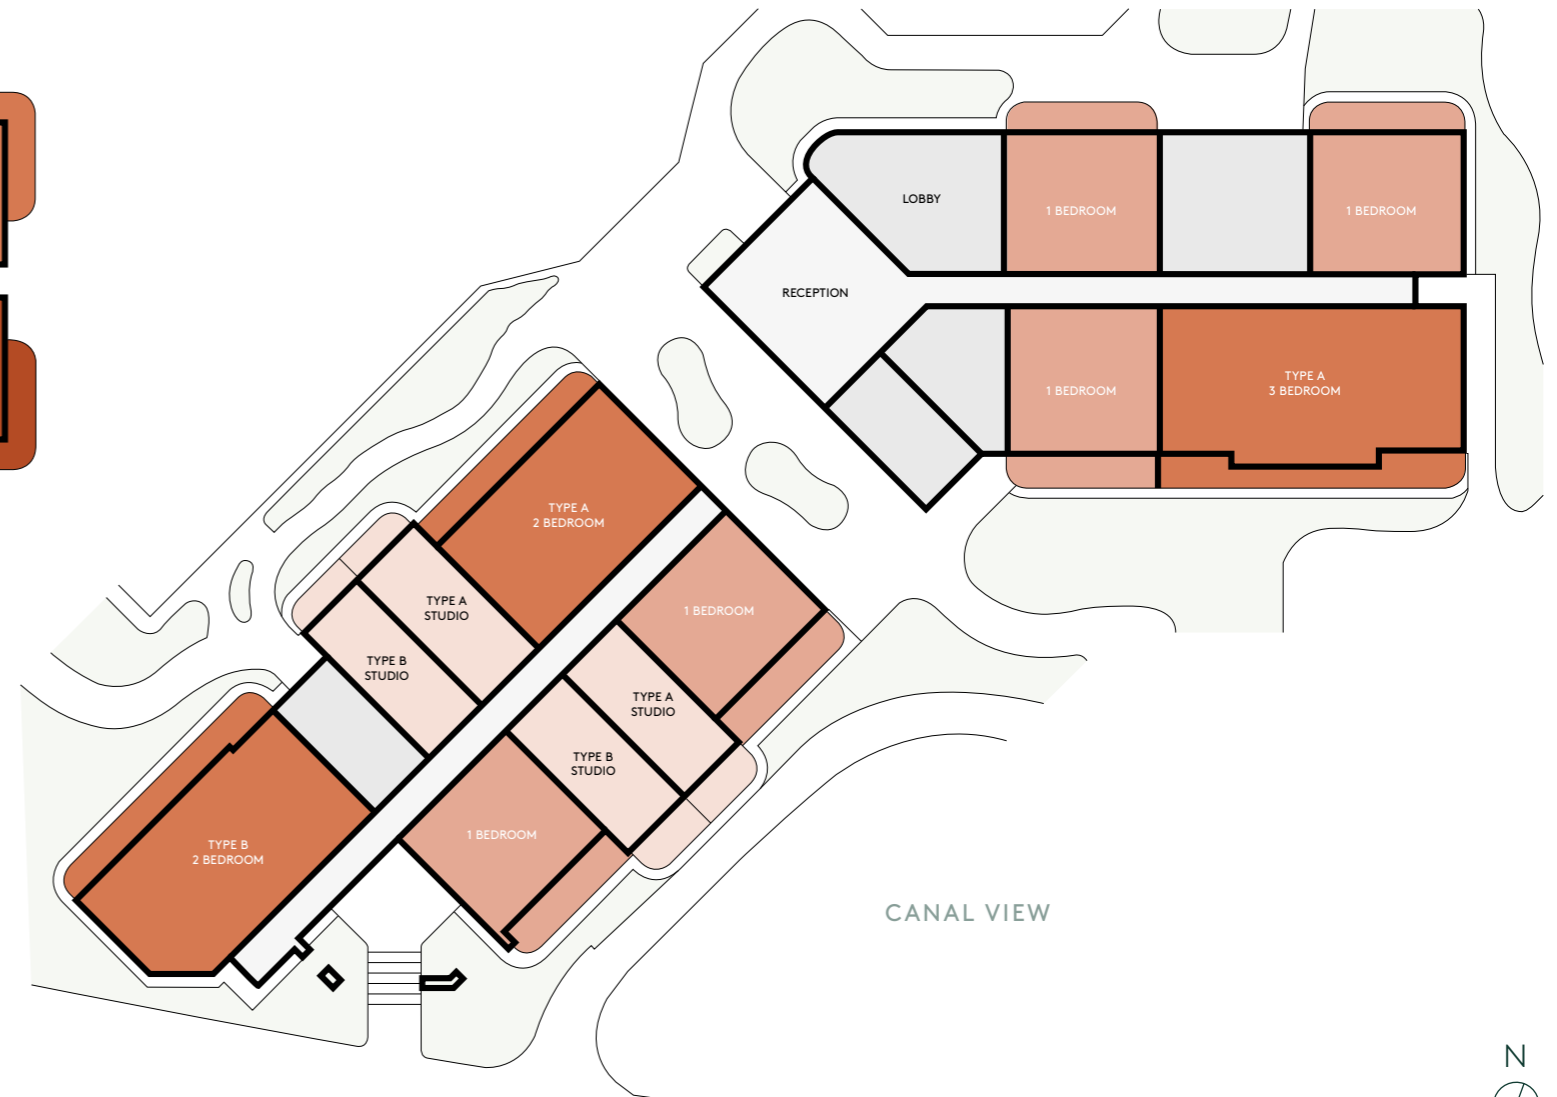 LOBBY
1 BEDROOM
1 BEDROOM
RECEPTION
1 BEDROOM
TYPE A
3 BEDROOM
TYPE A
2 BEDROOM
TYPE A
STUDIO
1 BEDROOM
TYPE B
STUDIO
TYPE A
STUDIO
TYPE B
STUDIO
1 BEDROOM
TYPE B
2 BEDROOM
CANAL VIEW
N